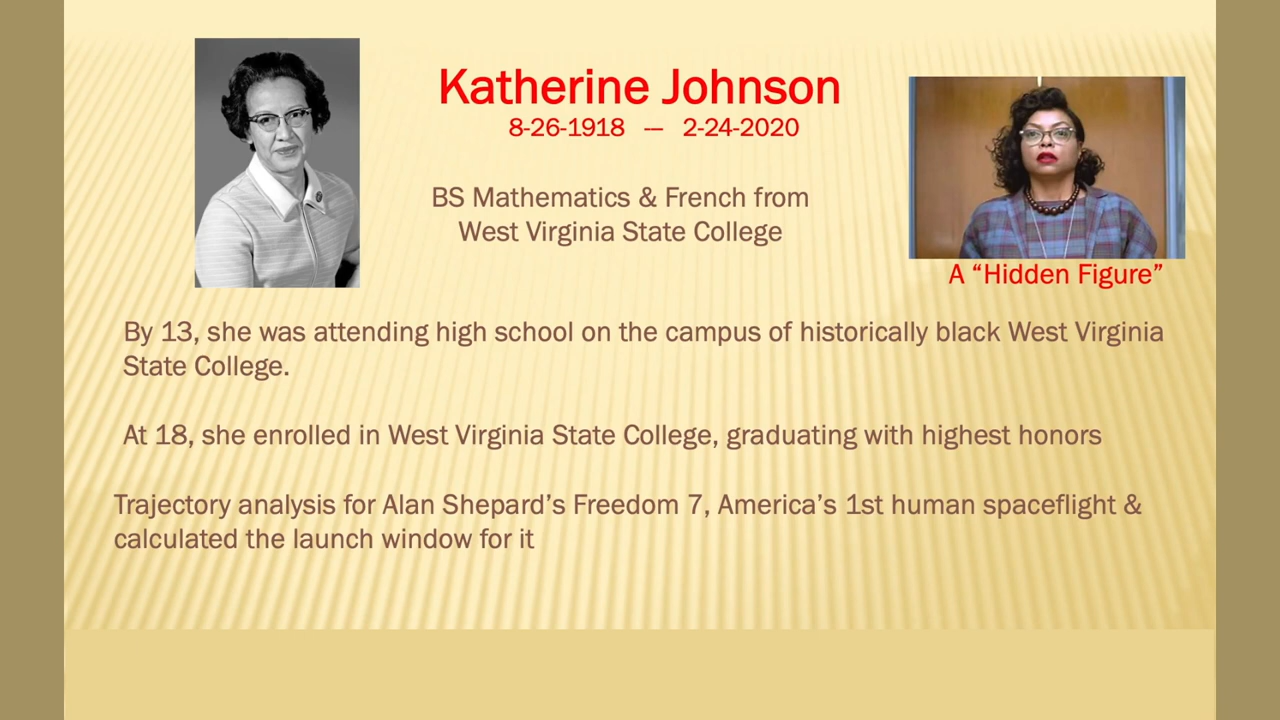 Katherine Johnson
8-26-1918 --- 2-24-2020
BS Mathematics & French from
West Virginia State College
A “Hidden Figure”
By 13, she was attending high school on the campus of historically black West Virginia
State College.
At 18, she enrolled in West Virginia State College, graduating with highest honors
Trajectory analysis for Alan Shepard’s Freedom 7, America’s 1st human spaceflight &
calculated the launch window for it